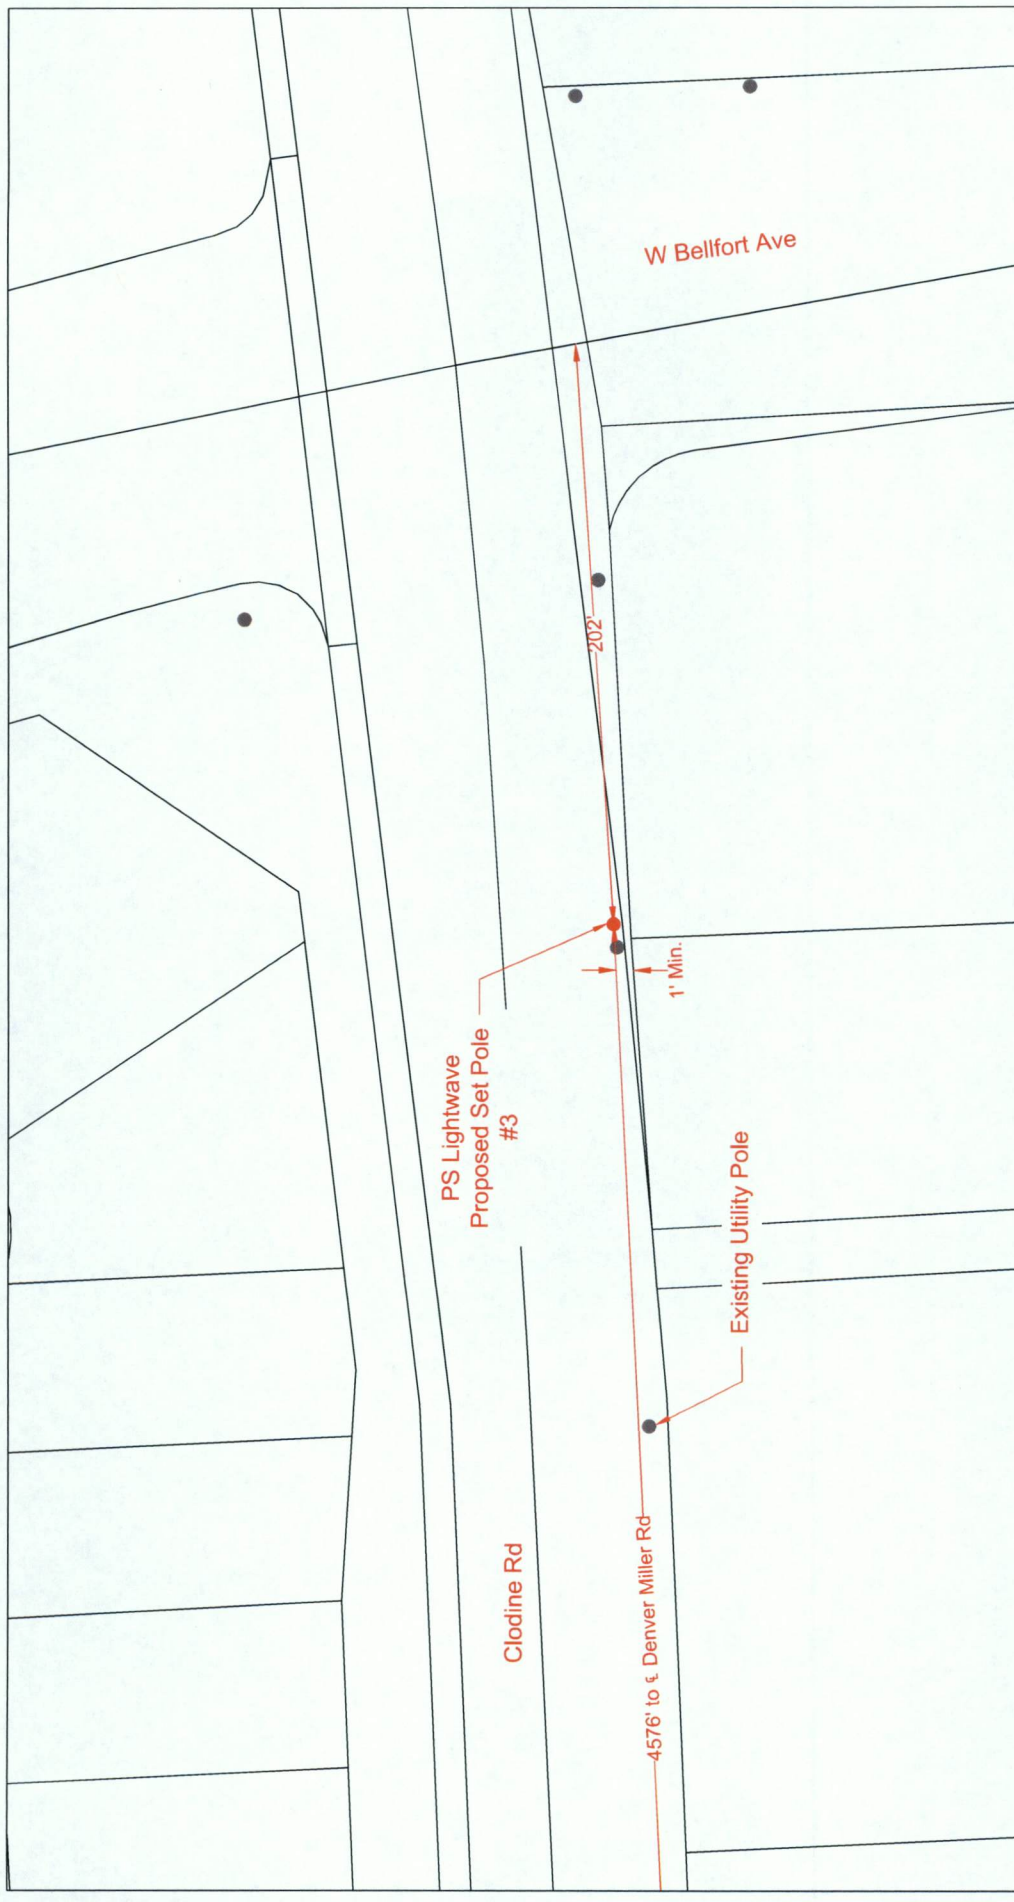 W Bellfort Ave
202'
PS Lightwave
Proposed Set Pole
#3
1' Min.
Existing Utility Pole
Clodine Rd
4576' to ℄ Denver Miller Rd